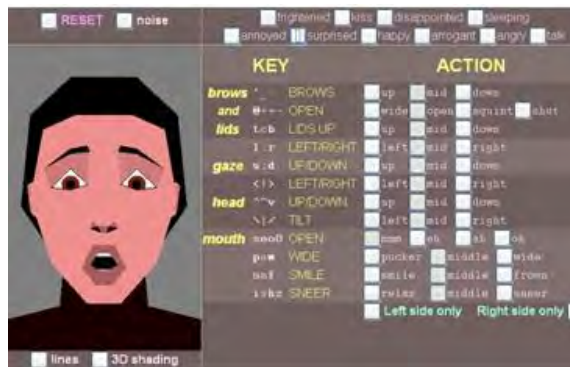 RESET noise
frightened kiss disappointed sleeping
annoyed surprised happy arrogant angry talk
KEY ACTION
brows BROWS up mid down
and OPEN wide open squint shut
lids t:b LIDS UP up mid down
l:r LEFT/RIGHT left mid right
gaze u:d UP/DOWN up mid down
<|> LEFT/RIGHT left mid right
head ^~v UP/DOWN up mid down
\|/ TILT left mid right
mouth OPEN mmm eh ah oh
WIDE pucker middle wide
SMILE smile middle frown
SNEER middle sneer
Left side only Right side only
lines 3D shading